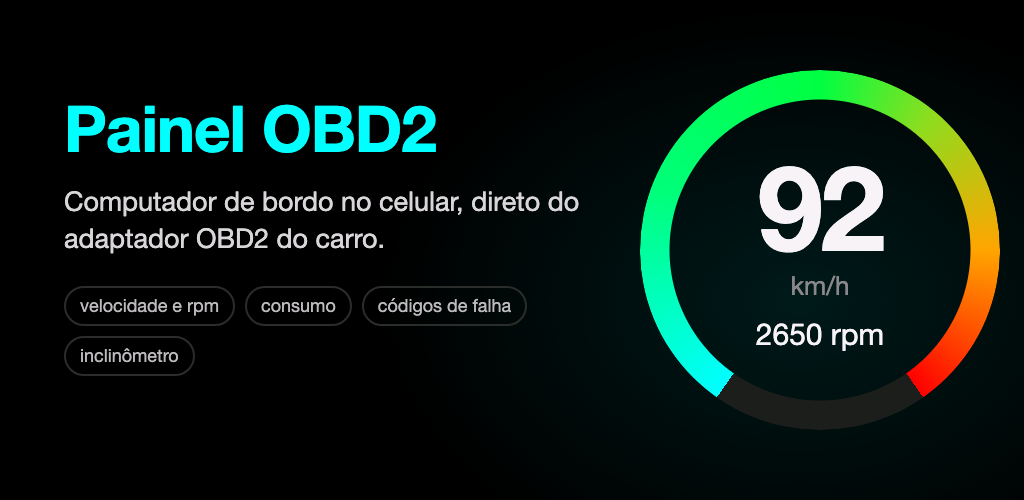 Painel OBD2
Computador de bordo no celular, direto do
adaptador OBD2 do carro.
velocidade e rpm
consumo
códigos de falha
inclinômetro
92
km/h
2650 rpm